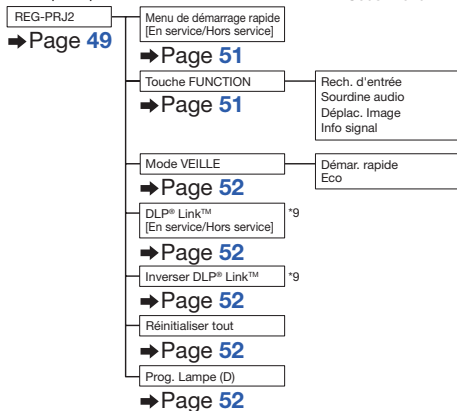 REG-PRJ2
➡Page 49
Menu de démarrage rapide
[En service/Hors service]
➡Page 51
Touche FUNCTION
➡Page 51
Rech. d'entrée
Sourdine audio
Déplac. Image
Info signal
Mode VEILLE
➡Page 52
Démar. rapide
Eco
DLP® Link™
[En service/Hors service]
*9
➡Page 52
Inverser DLP® Link™
*9
➡Page 52
Réinitialiser tout
➡Page 52
Prog. Lampe (D)
➡Page 52